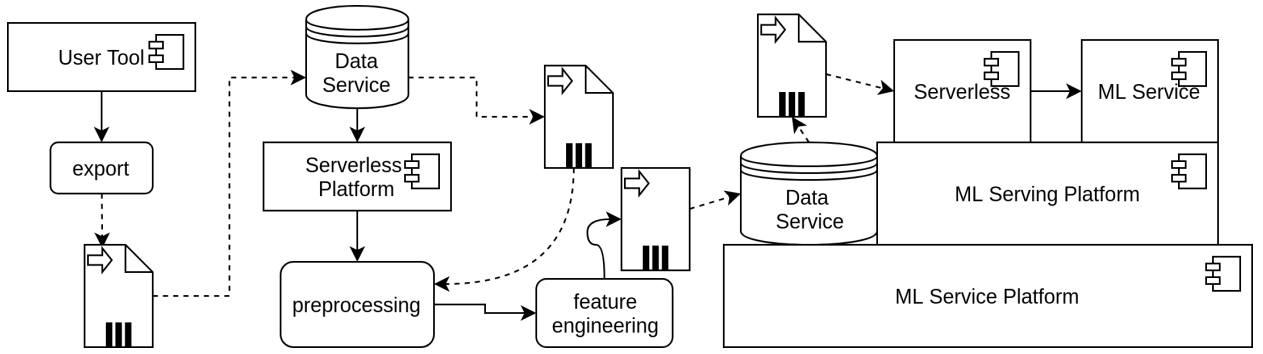 User Tool
export
Data
Service
Serverless
Platform
preprocessing
feature
engineering
Data
Service
Serverless
ML Service
ML Serving Platform
ML Service Platform